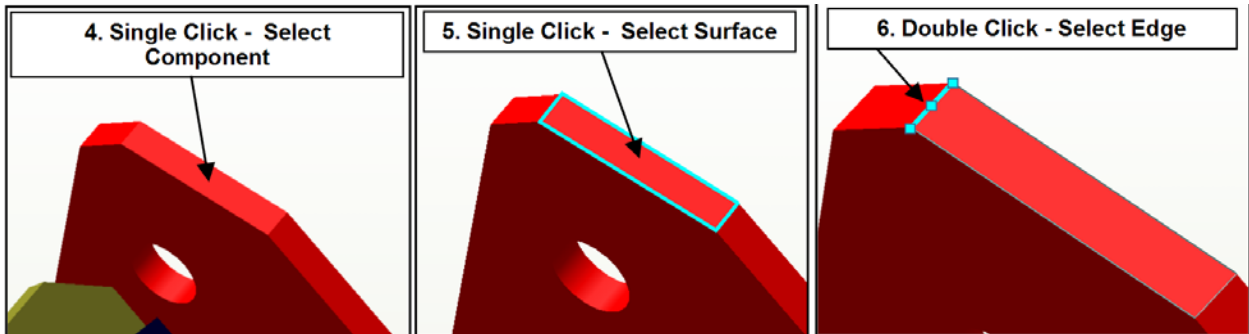 4. Single Click -  Select
Component
5. Single Click -  Select Surface
6. Double Click - Select Edge